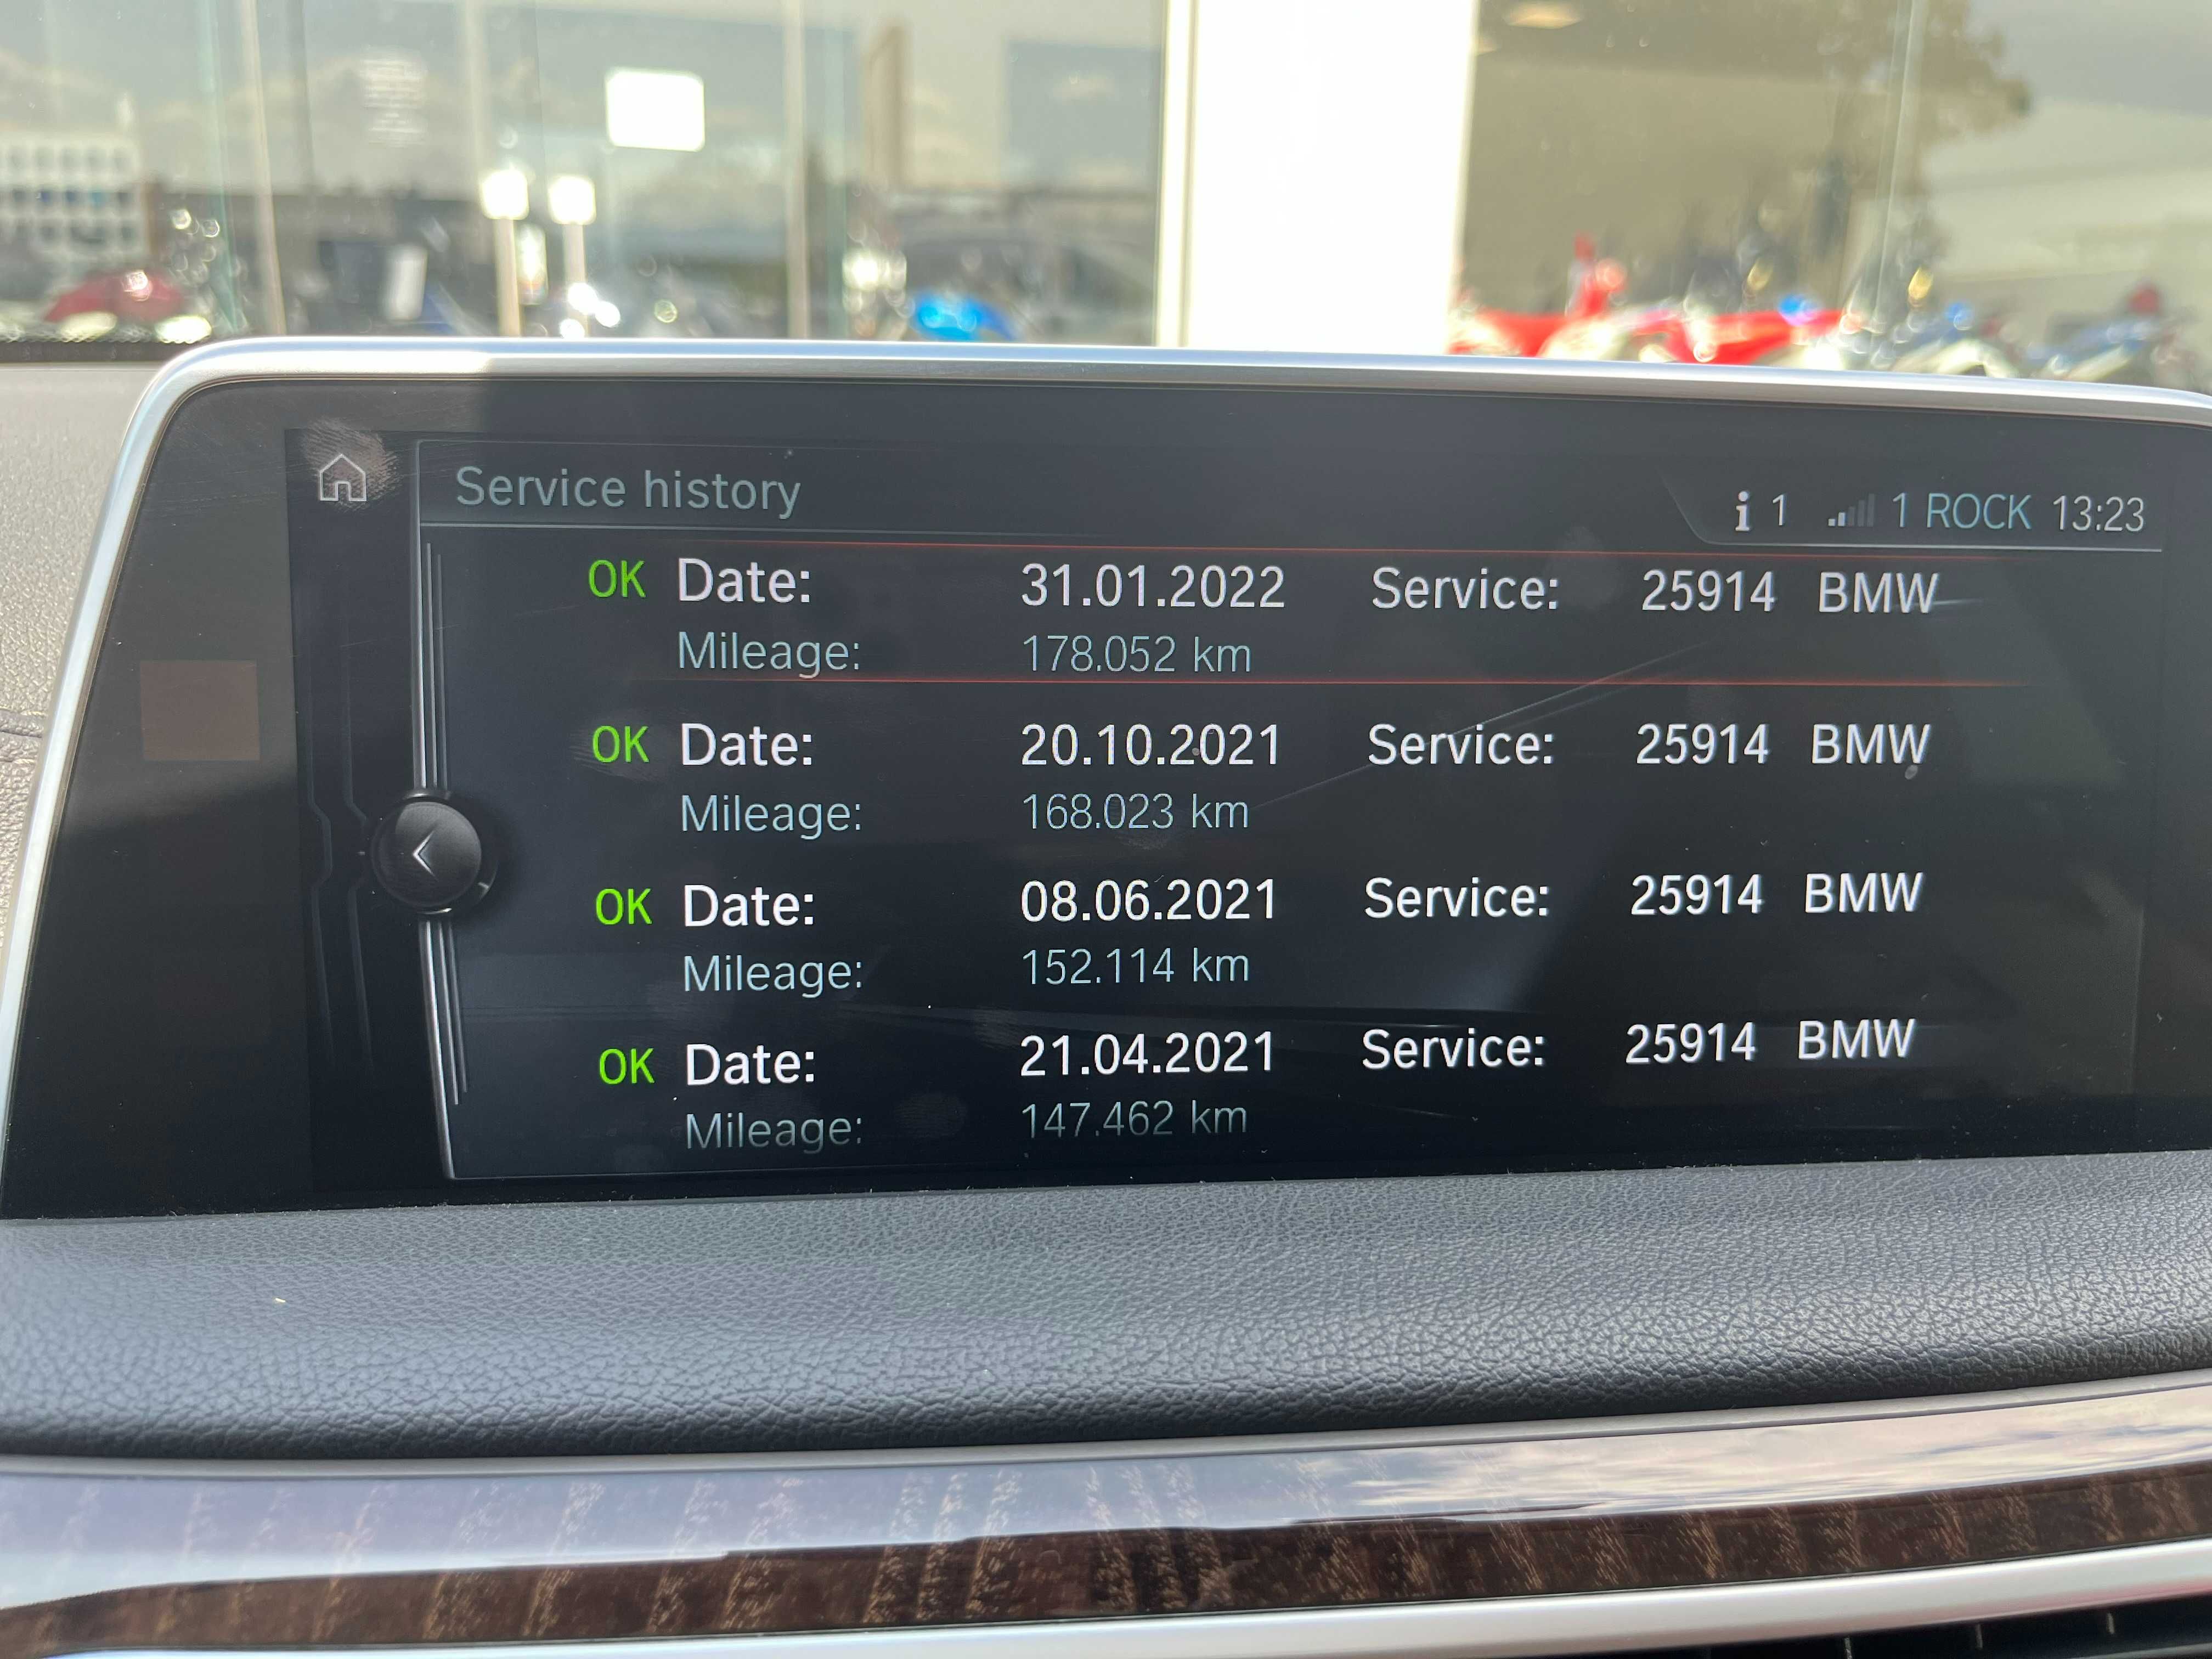 Service history
i 1 1 ROCK 13:23
OK Date: 31.01.2022 Service: 25914 BMW
Mileage: 178.052 km
OK Date: 20.10.2021 Service: 25914 BMW
Mileage: 168.023 km
OK Date: 08.06.2021 Service: 25914 BMW
Mileage: 152.114 km
OK Date: 21.04.2021 Service: 25914 BMW
Mileage: 147.462 km